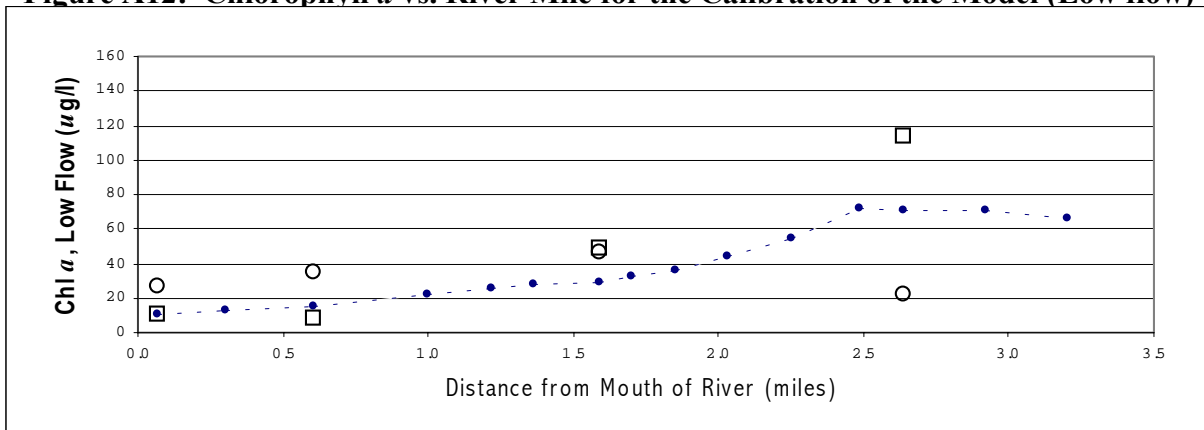 Figure A12: Chlorophyll a vs. River Mile for the Calibration of the Model (Low flow)
Chl a, Low Flow (ug/l)
160
140
120
100
80
60
40
20
0
0.0 0.5 1.0 1.5 2.0 2.5 3.0 3.5
Distance from Mouth of River (miles)